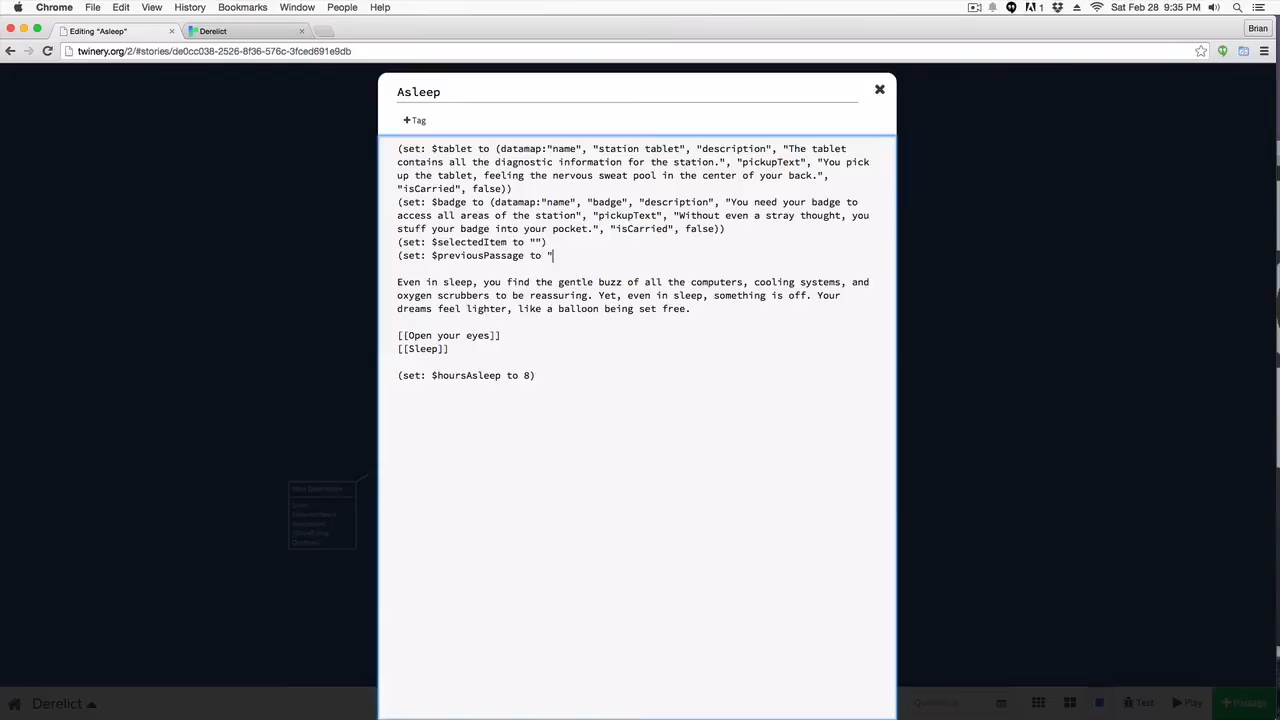 Chrome File Edit View History Bookmarks Window People Help
1 Sat Feb 28 9:35 PM
Editing "Asleep" Derelict Brian
twinery.org/2/#stories/de0cc038-2526-8f36-576c-3fced691e9db
Asleep
+Tag
(set: $tablet to (datamap:"name", "station tablet", "description", "The tablet
contains all the diagnostic information for the station.", "pickupText", "You pick
up the tablet, feeling the nervous sweat pool in the center of your back.",
"isCarried", false))
(set: $badge to (datamap:"name", "badge", "description", "You need your badge to
access all areas of the station", "pickupText", "Without even a stray thought, you
stuff your badge into your pocket.", "isCarried", false))
(set: $selectedItem to "")
(set: $previousPassage to "
Even in sleep, you find the gentle buzz of all the computers, cooling systems, and
oxygen scrubbers to be reassuring. Yet, even in sleep, something is off. Your
dreams feel lighter, like a balloon being set free.
[[Open your eyes]]
[[Sleep]]
(set: $hoursAsleep to 8)
Derelict Test Play +Passage